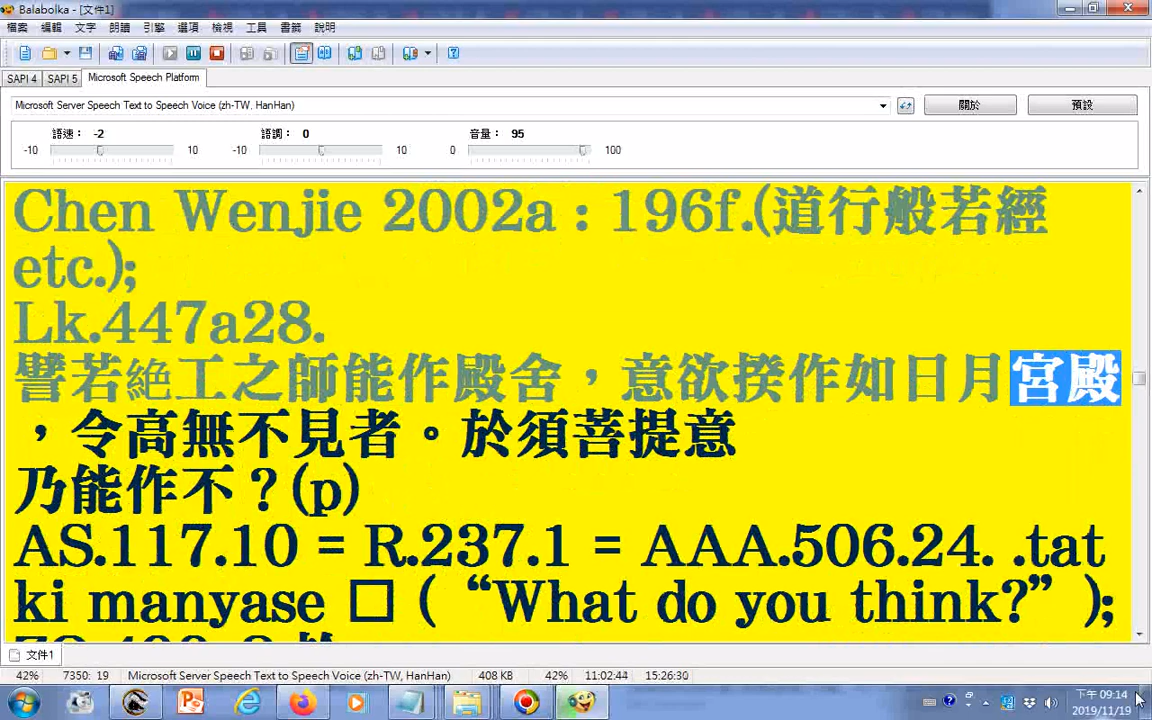 Balabolka - [文件1]
檔案 編輯 文字 朗讀 引擎 選項 檢視 工具 書籤 說明
SAPI 4 SAPI 5 Microsoft Speech Platform
Microsoft Server Speech Text to Speech Voice (zh-TW, HanHan) 關於 預設
語速： -2 語調： 0 音量： 95
-10 10 -10 10 0 100
Chen Wenjie 2002a : 196f.(道行般若經
etc.);
Lk.447a28.
譬若絶工之師能作殿舍，意欲揆作如日月宮殿
，令高無不見者。於須菩提意
乃能作不？(p)
AS.117.10 = R.237.1 = AAA.506.24. .tat
ki manyase □ ( “What do you think?” );
文件1
42% 7350: 19 Microsoft Server Speech Text to Speech Voice (zh-TW, HanHan) 408 KB 42% 11:02:44 15:26:30
下午 09:14
2019/11/19